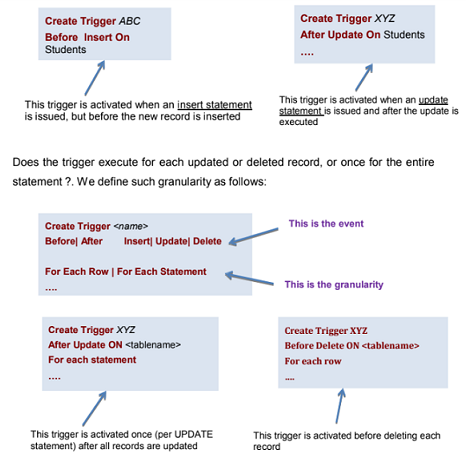 Create Trigger ABC
Before Insert On
Students
Create Trigger XYZ
After Update On Students
....
This trigger is activated when an insert statement
is issued, but before the new record is inserted
This trigger is activated when an update
statement is issued and after the update is
executed
Does the trigger execute for each updated or deleted record, or once for the entire
statement ?. We define such granularity as follows:
Create Trigger <name>
Before| After Insert| Update| Delete
For Each Row | For Each Statement
....
This is the event
This is the granularity
Create Trigger XYZ
After Update ON <tablename>
For each statement
....
Create Trigger XYZ
Before Delete ON <tablename>
For each row
....
This trigger is activated once (per UPDATE
statement) after all records are updated
This trigger is activated before deleting each
record